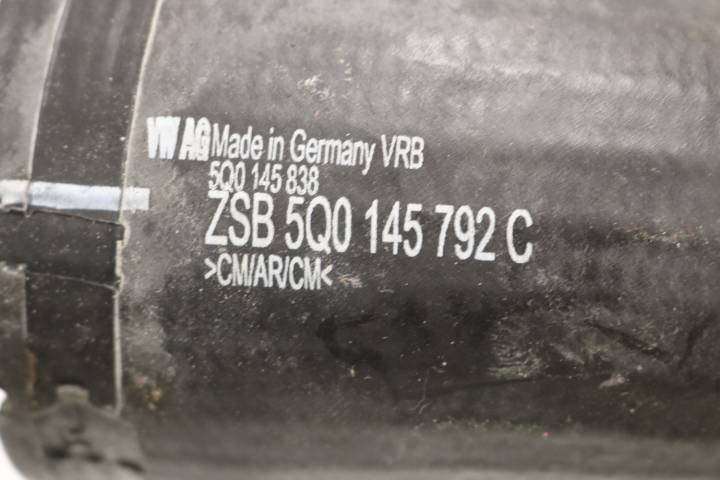 VW AG Made in Germany VRB
5Q0 145 838
ZSB 5Q0 145 792 C
>CM/AR/CM<